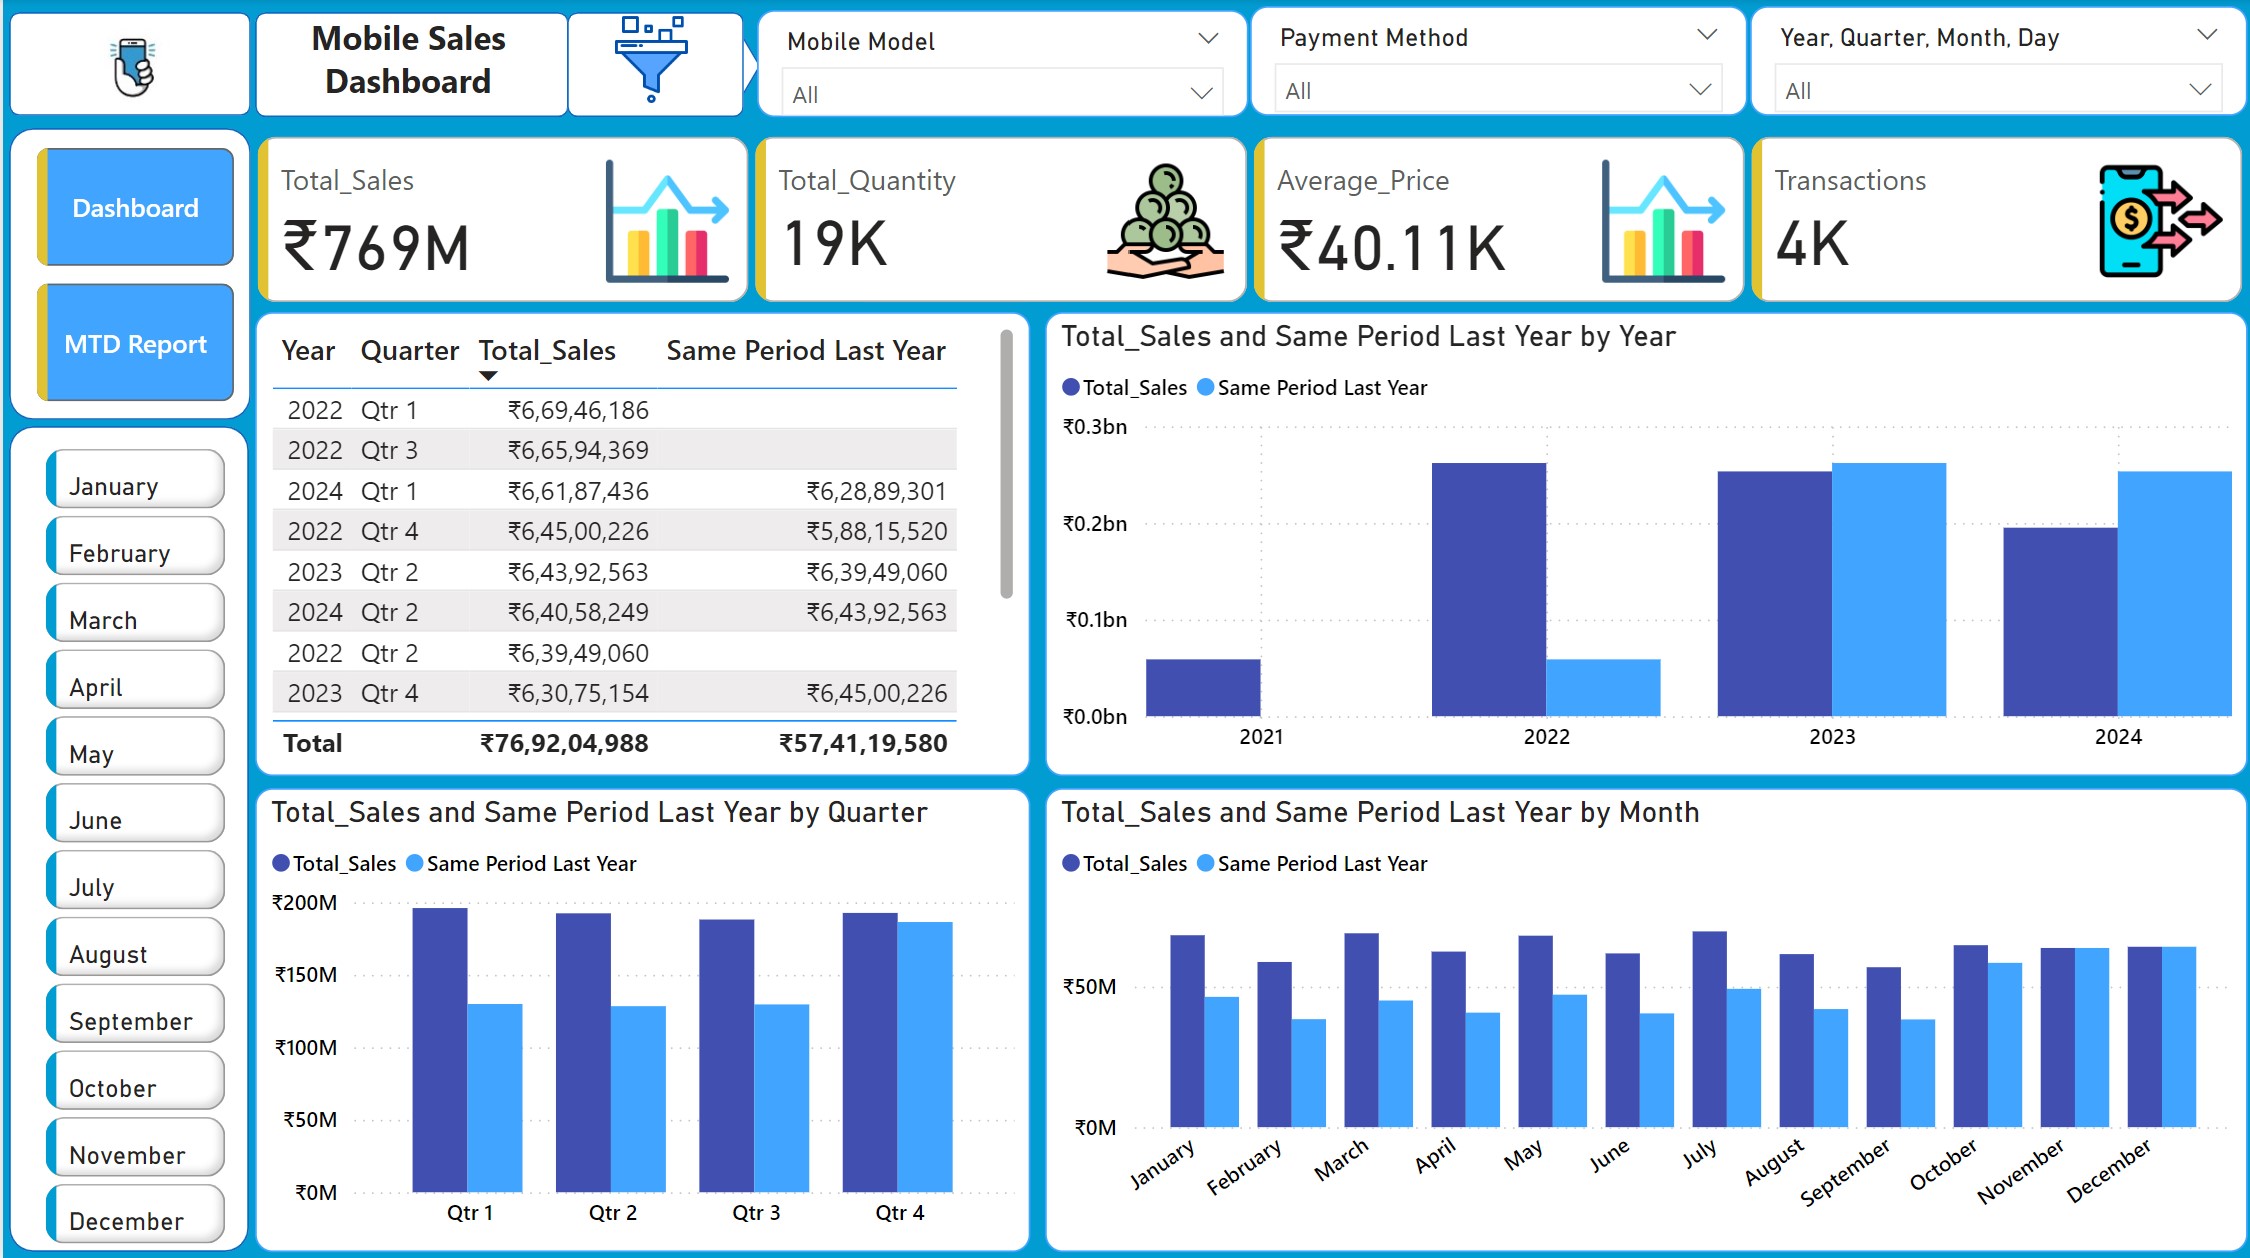 Mobile Sales
Dashboard
Mobile Model
All
Payment Method
All
Year, Quarter, Month, Day
All
Dashboard
MTD Report
Total_Sales
₹769M
Total_Quantity
19K
Average_Price
₹40.11K
Transactions
4K
$
January
February
March
April
May
June
July
August
September
October
November
December
Year Quarter Total_Sales Same Period Last Year
2022 Qtr 1 ₹6,69,46,186
2022 Qtr 3 ₹6,65,94,369
2024 Qtr 1 ₹6,61,87,436 ₹6,28,89,301
2022 Qtr 4 ₹6,45,00,226 ₹5,88,15,520
2023 Qtr 2 ₹6,43,92,563 ₹6,39,49,060
2024 Qtr 2 ₹6,40,58,249 ₹6,43,92,563
2022 Qtr 2 ₹6,39,49,060
2023 Qtr 4 ₹6,30,75,154 ₹6,45,00,226
Total ₹76,92,04,988 ₹57,41,19,580
Total_Sales and Same Period Last Year by Year
Total_Sales Same Period Last Year
₹0.3bn
₹0.2bn
₹0.1bn
₹0.0bn
2021 2022 2023 2024
Total_Sales and Same Period Last Year by Quarter
Total_Sales Same Period Last Year
₹200M
₹150M
₹100M
₹50M
₹0M
Qtr 1 Qtr 2 Qtr 3 Qtr 4
Total_Sales and Same Period Last Year by Month
Total_Sales Same Period Last Year
₹50M
₹0M
January February March April May June July August September October November December